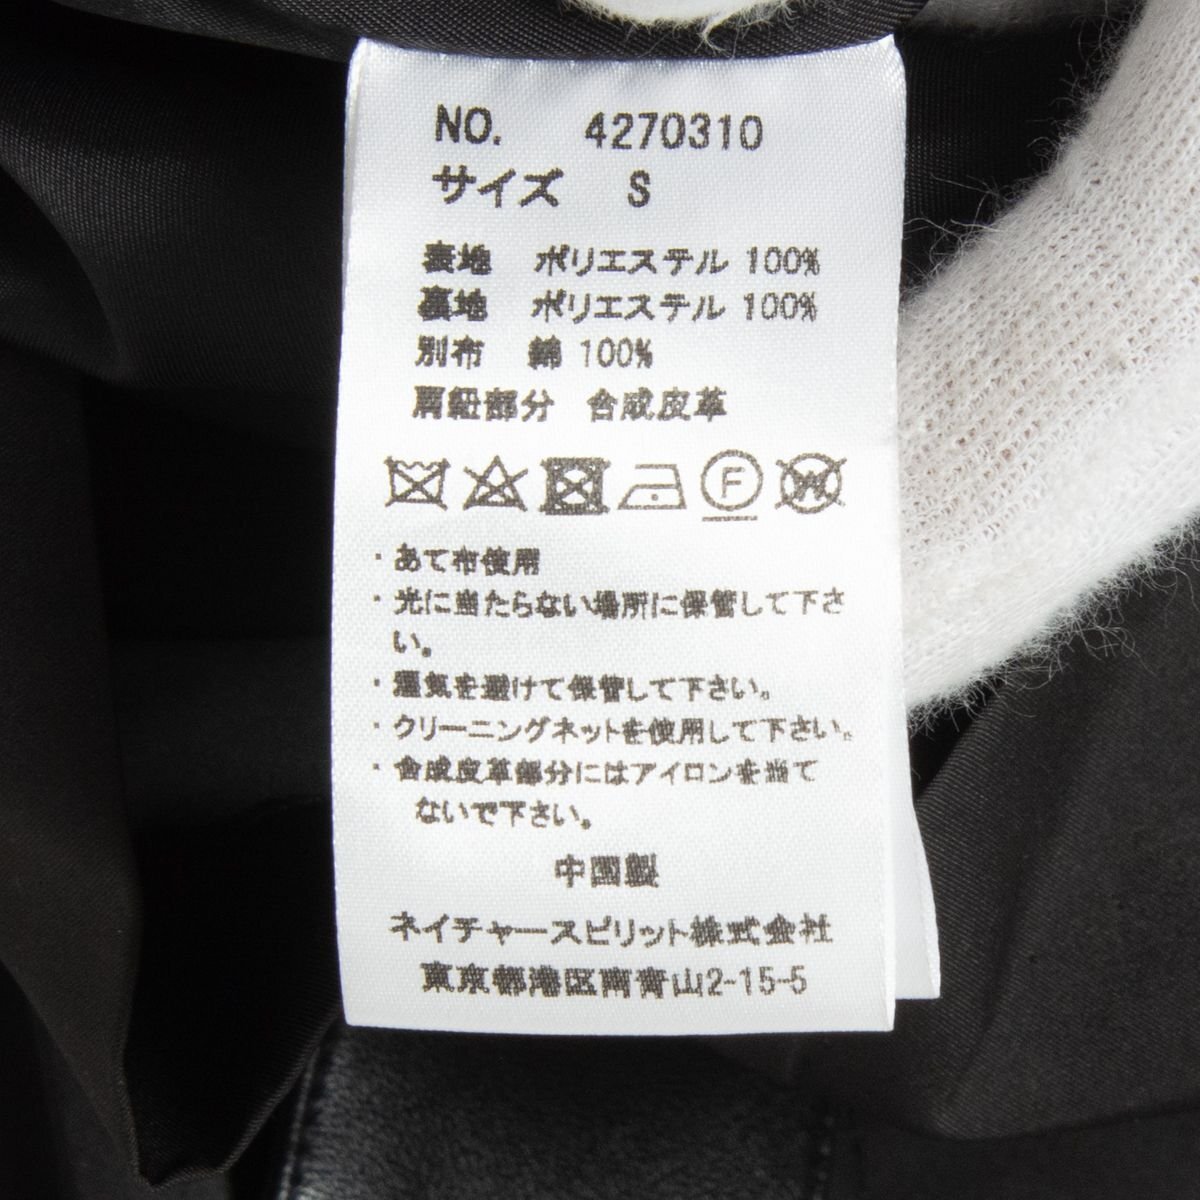 NO. 4270310
サイズ S
表地 ポリエステル 100%
裏地 ポリエステル 100%
別布 綿 100%
肩紐部分 合成皮革
F W
・あて布使用
・光に当たらない場所に保管して下さ
い。
・湿気を避けて保管して下さい。
・クリーニングネットを使用して下さい。
・合成皮革部分にはアイロンを当て
ないで下さい。
中国製
ネイチャースピリット株式会社
東京都港区南青山2-15-5